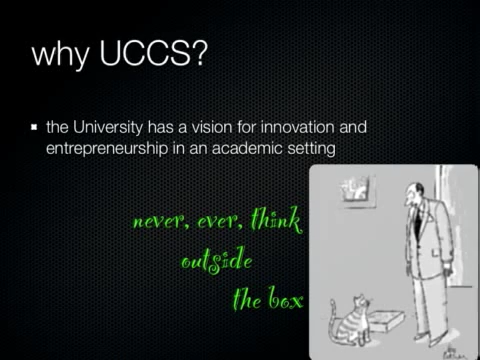 why UCCS?
the University has a vision for innovation and
entrepreneurship in an academic setting
never, ever, think
outside
the box